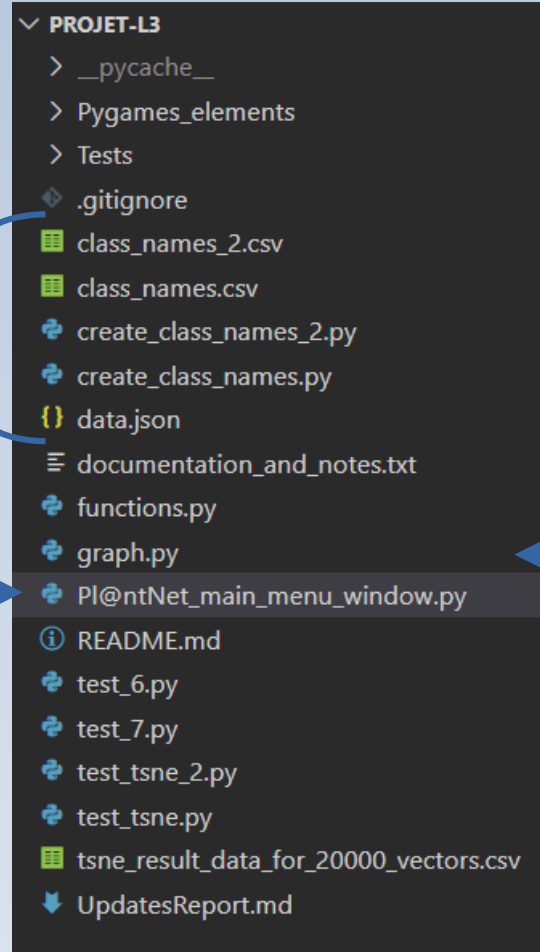 PROJET-L3
__pycache__
Pygames_elements
Tests
.gitignore
class_names_2.csv
class_names.csv
create_class_names_2.py
create_class_names.py
data.json
documentation_and_notes.txt
functions.py
graph.py
Pl@ntNet_main_menu_window.py
README.md
test_6.py
test_7.py
test_tsne_2.py
test_tsne.py
tsne_result_data_for_20000_vectors.csv
UpdatesReport.md